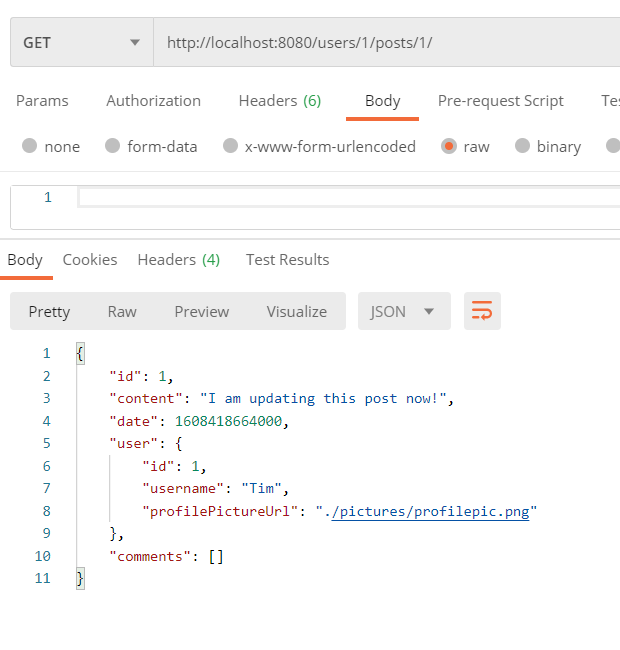 GET http://localhost:8080/users/1/posts/1/
Params Authorization Headers (6) Body Pre-request Script
none form-data x-www-form-urlencoded raw binary
1
Body Cookies Headers (4) Test Results
Pretty Raw Preview Visualize JSON
1 {
2 "id": 1,
3 "content": "I am updating this post now!",
4 "date": 1608418664000,
5 "user": {
6 "id": 1,
7 "username": "Tim",
8 "profilePictureUrl": "./pictures/profilepic.png"
9 },
10 "comments": []
11 }